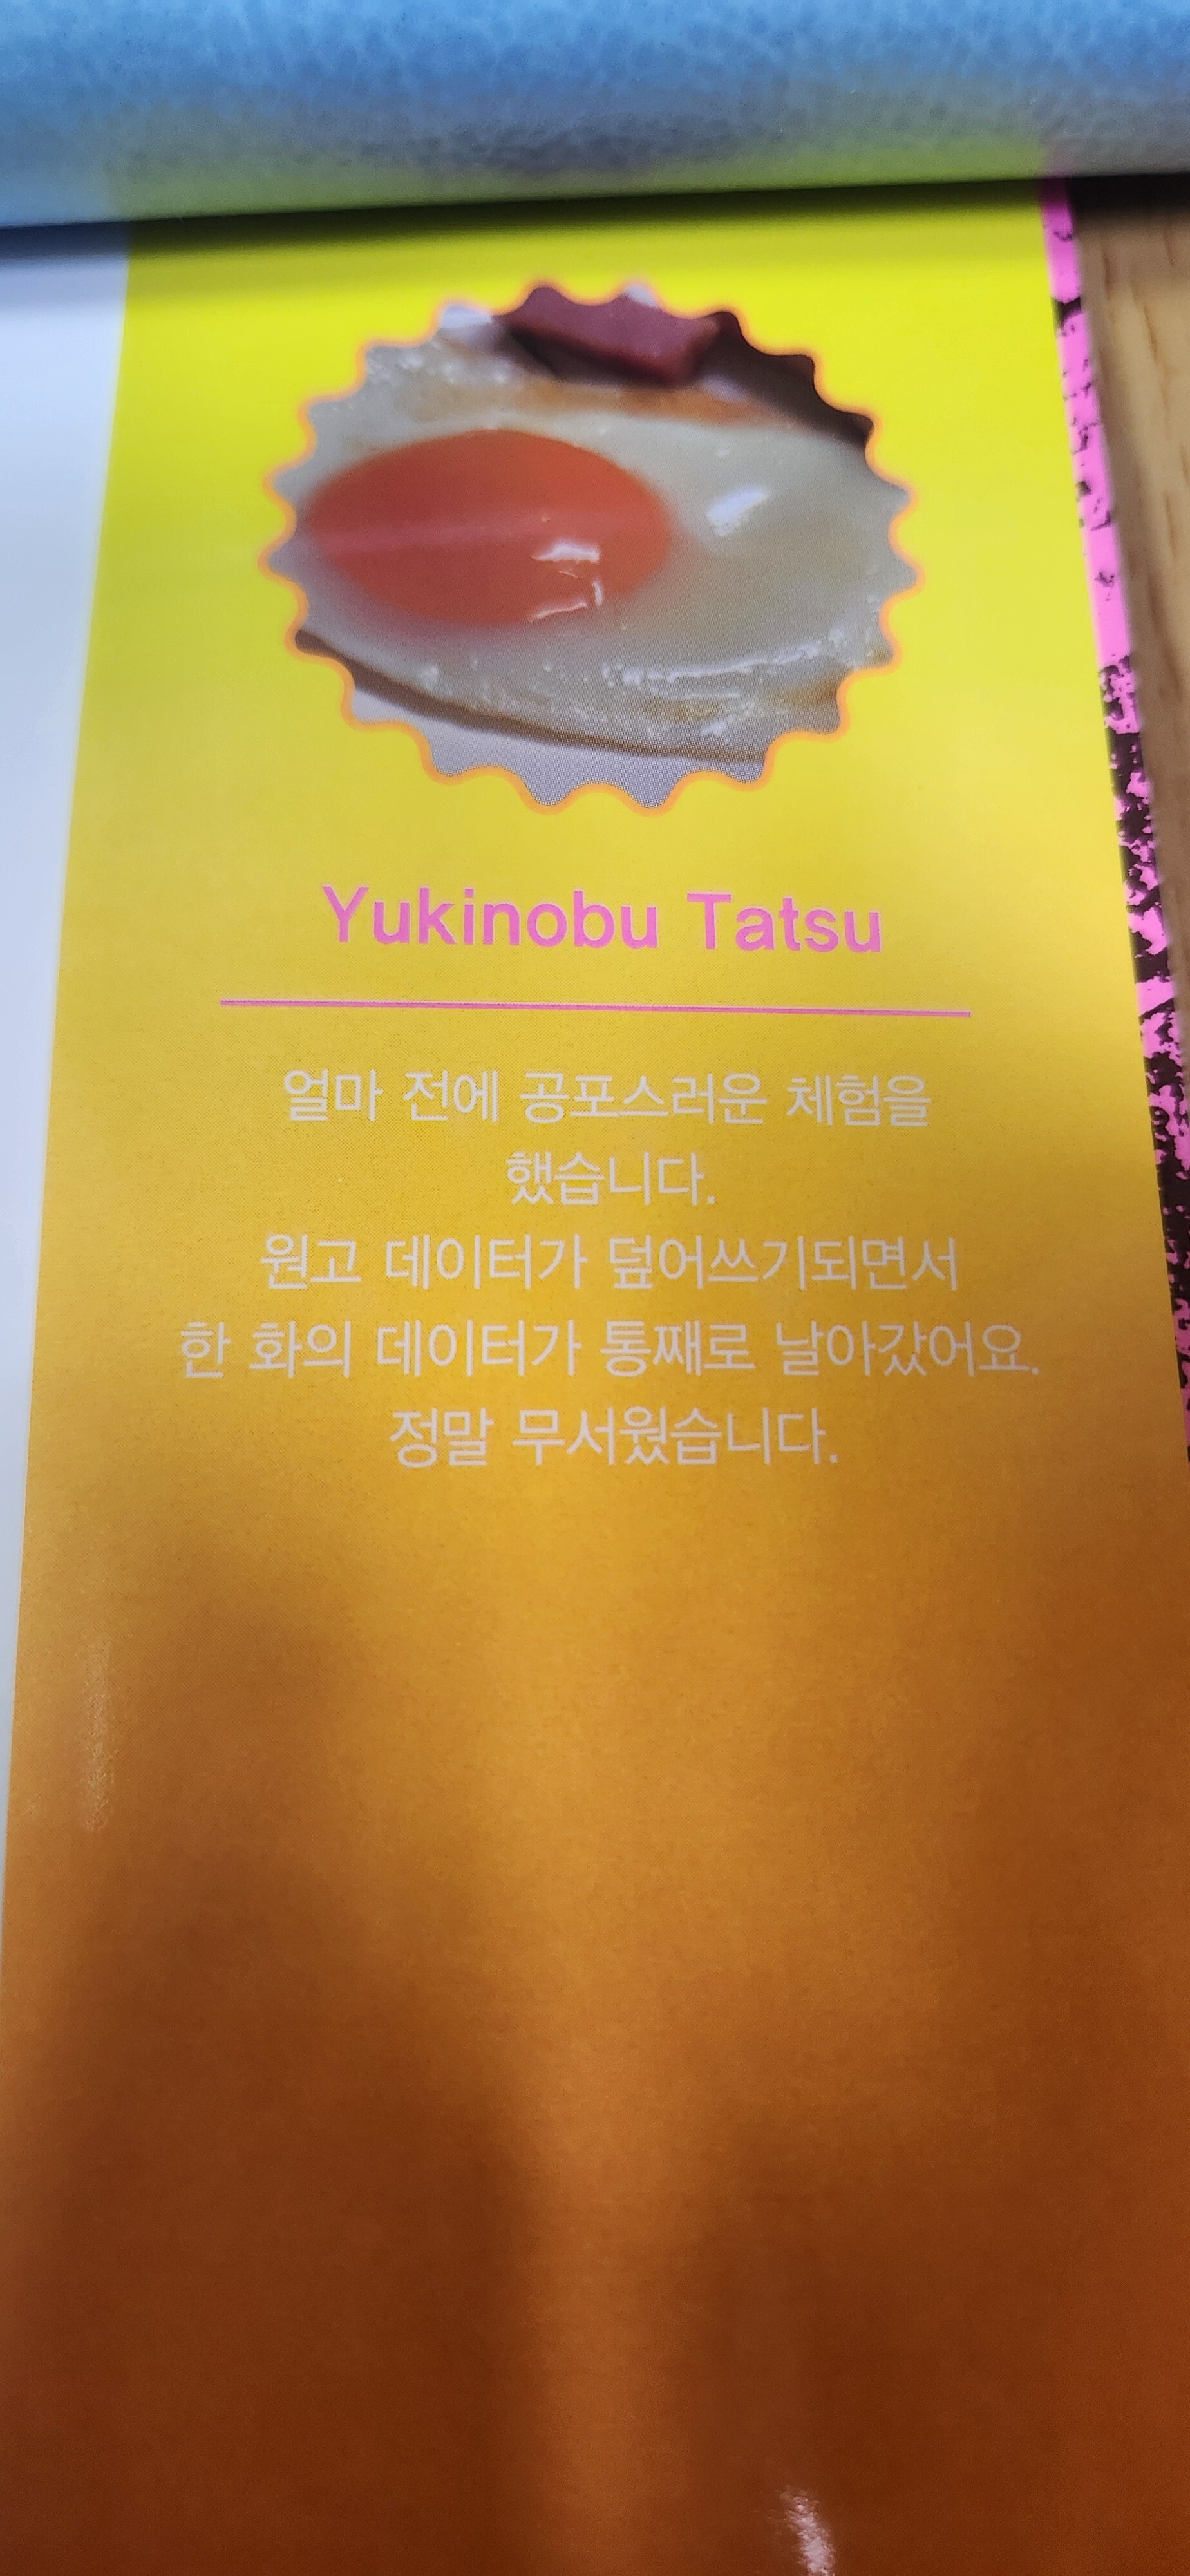 Yukinobu Tatsu
얼마 전에 공포스러운 체험을
했습니다.
원고 데이터가 덮어쓰기되면서
한 화의 데이터가 통째로 날아갔어요.
정말 무서웠습니다.